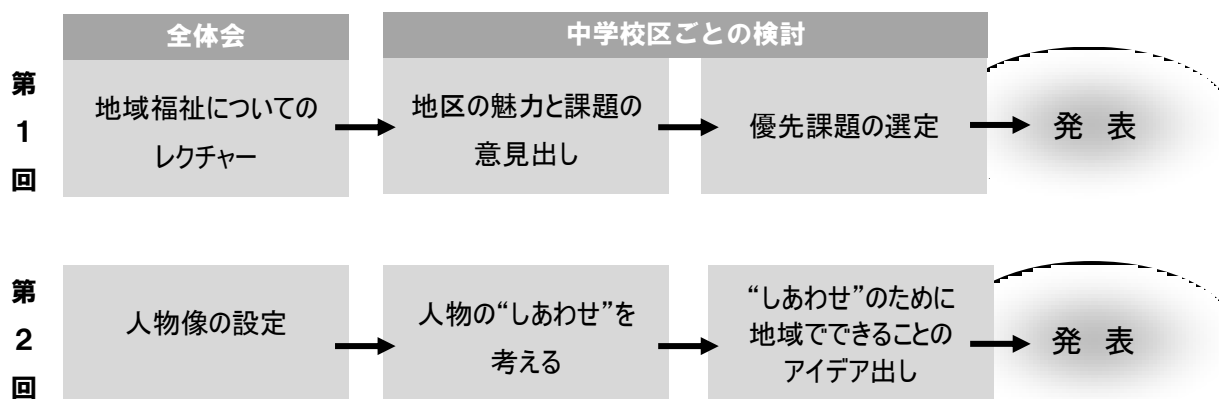 全体会
中学校区ごとの検討
第
1
回
地域福祉についての
レクチャー
地区の魅力と課題の
意見出し
優先課題の選定
発 表
第
2
回
人物像の設定
人物の“しあわせ”を
考える
“しあわせ”のために
地域でできることの
アイデア出し
発 表